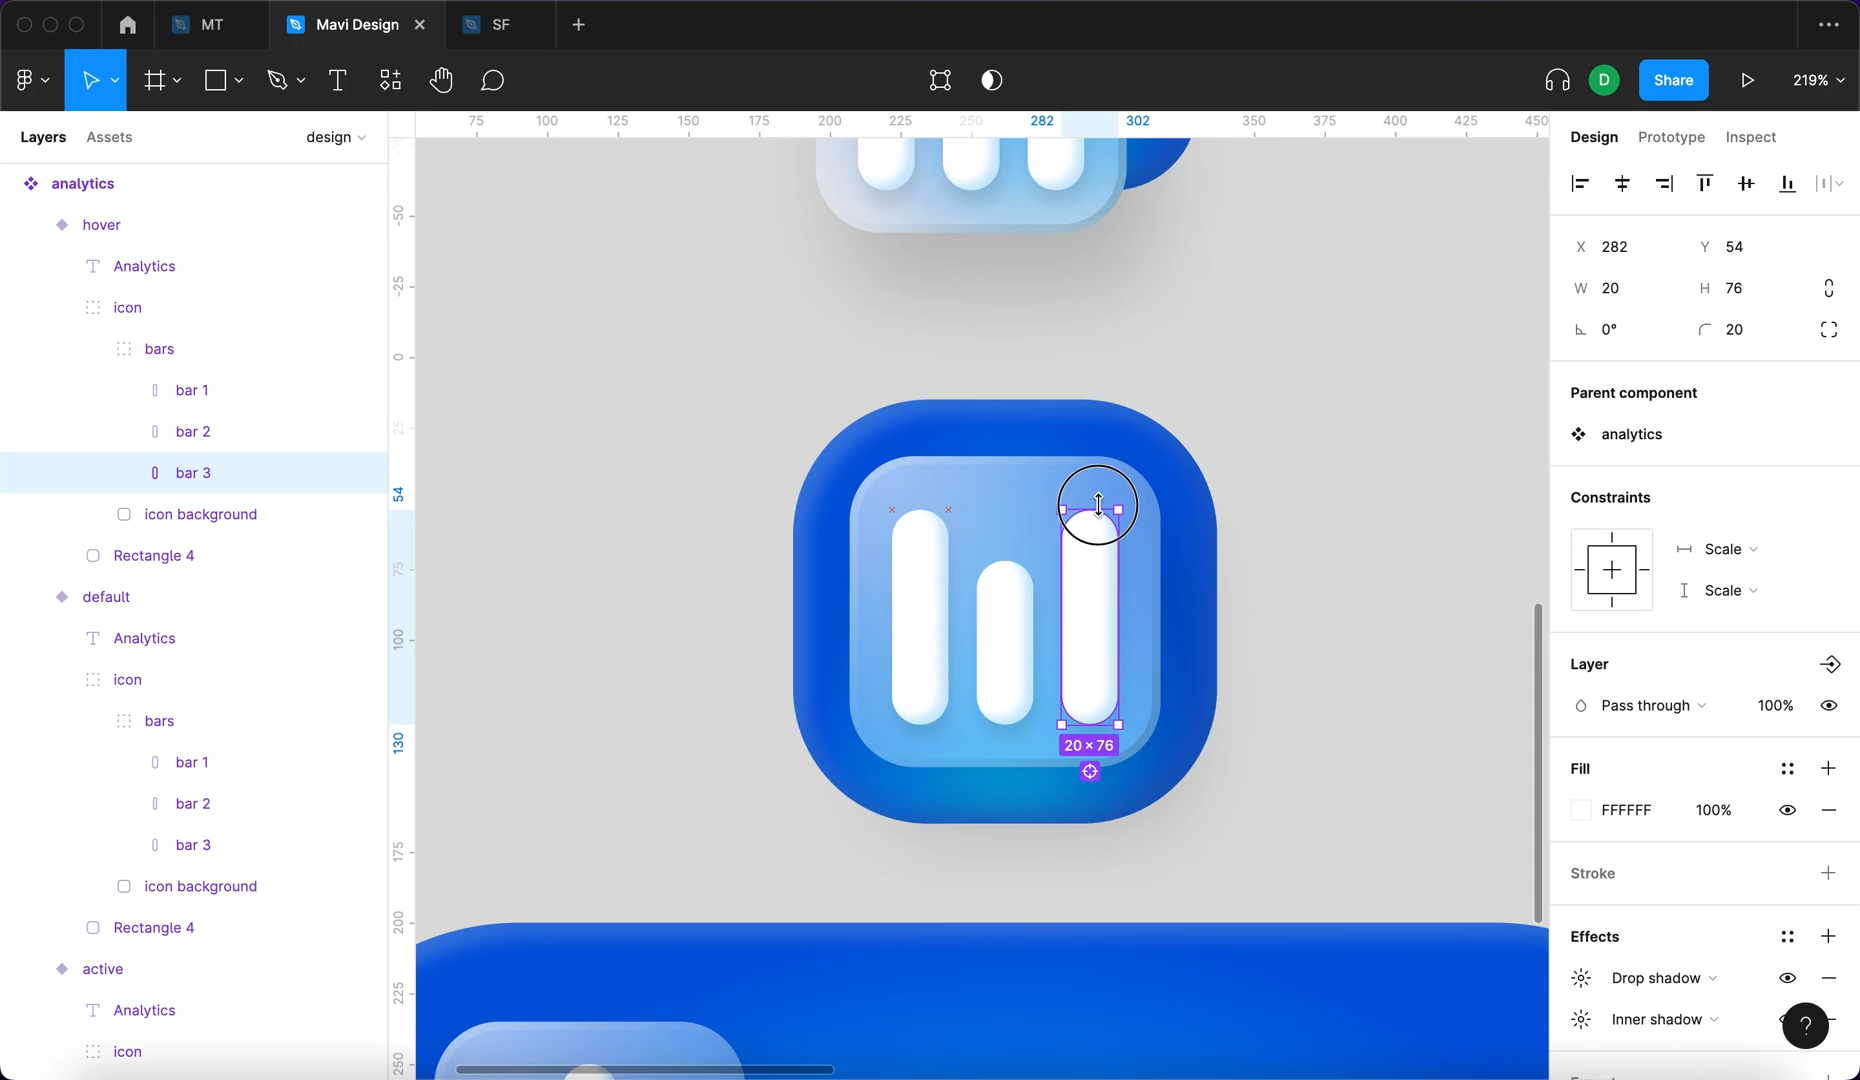 MT
Mavi Design
SF
D
Share
219%
Layers
Assets
design
75
100
125
150
175
200
225
250
282
302
350
375
400
425
450
analytics
hover
Analytics
icon
bars
bar 1
bar 2
bar 3
icon background
Rectangle 4
default
Analytics
icon
bars
bar 1
bar 2
bar 3
icon background
Rectangle 4
active
Analytics
icon
-50
-25
0
25
54
75
100
130
175
200
225
250
20 × 76
Design
Prototype
Inspect
X 282
Y 54
W 20
H 76
0°
20
Parent component
analytics
Constraints
Scale
Scale
Layer
Pass through
100%
Fill
FFFFFF
100%
Stroke
Effects
Drop shadow
Inner shadow
?